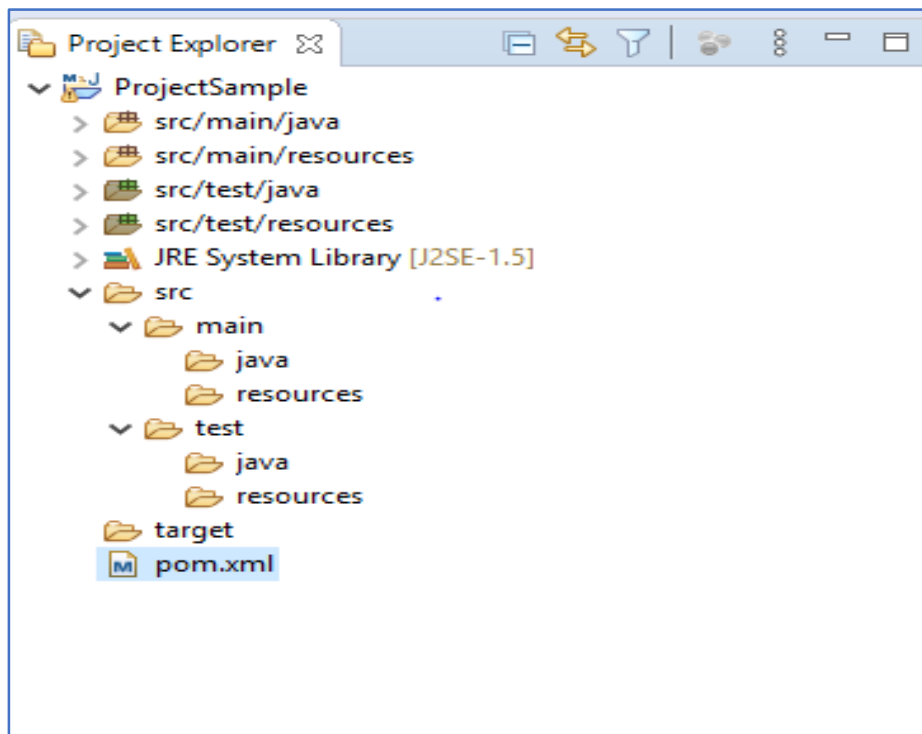 Project Explorer
ProjectSample
src/main/java
src/main/resources
src/test/java
src/test/resources
JRE System Library [J2SE-1.5]
src
main
java
resources
test
java
resources
target
pom.xml